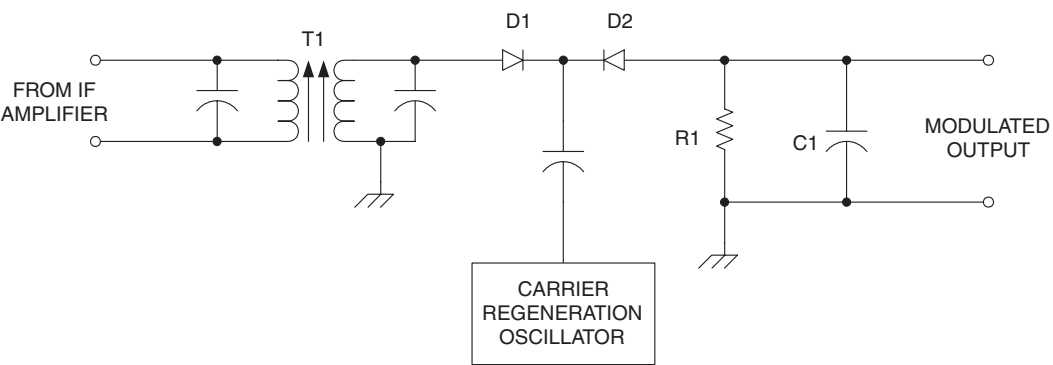 D1
D2
T1
FROM IF
AMPLIFIER
R1
C1
MODULATED
OUTPUT
CARRIER
REGENERATION
OSCILLATOR